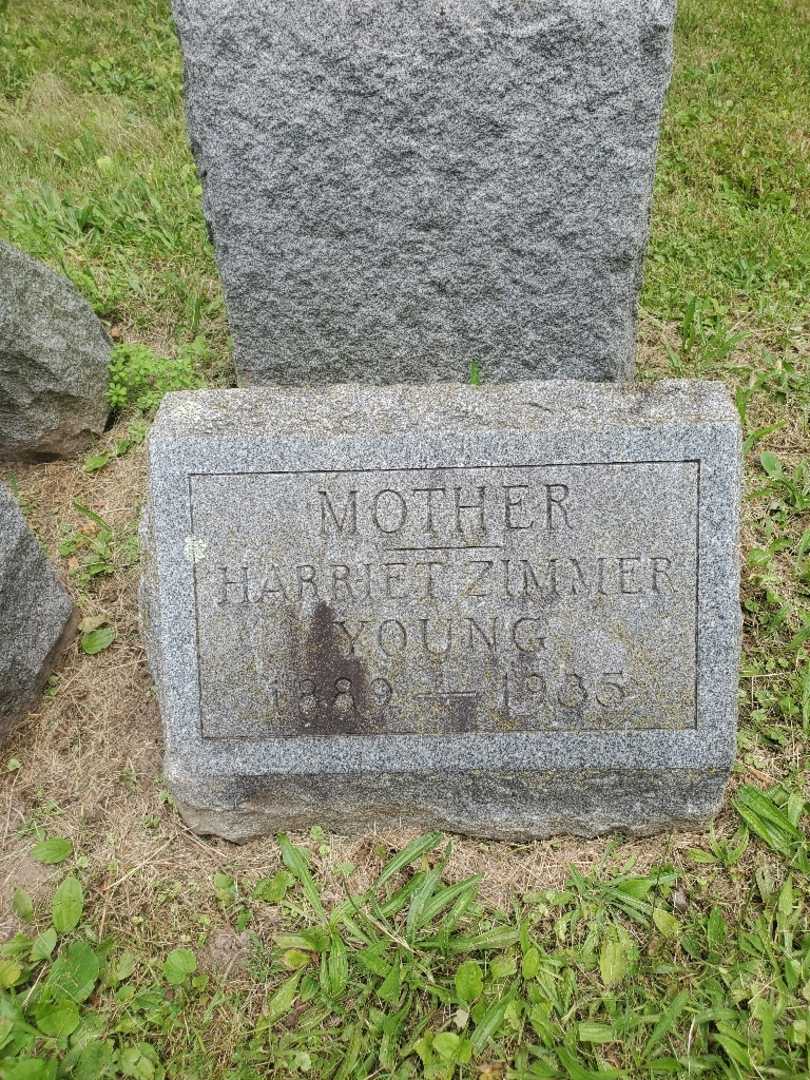 MOTHER
HARRIET ZIMMER
YOUNG
1889 — 1935